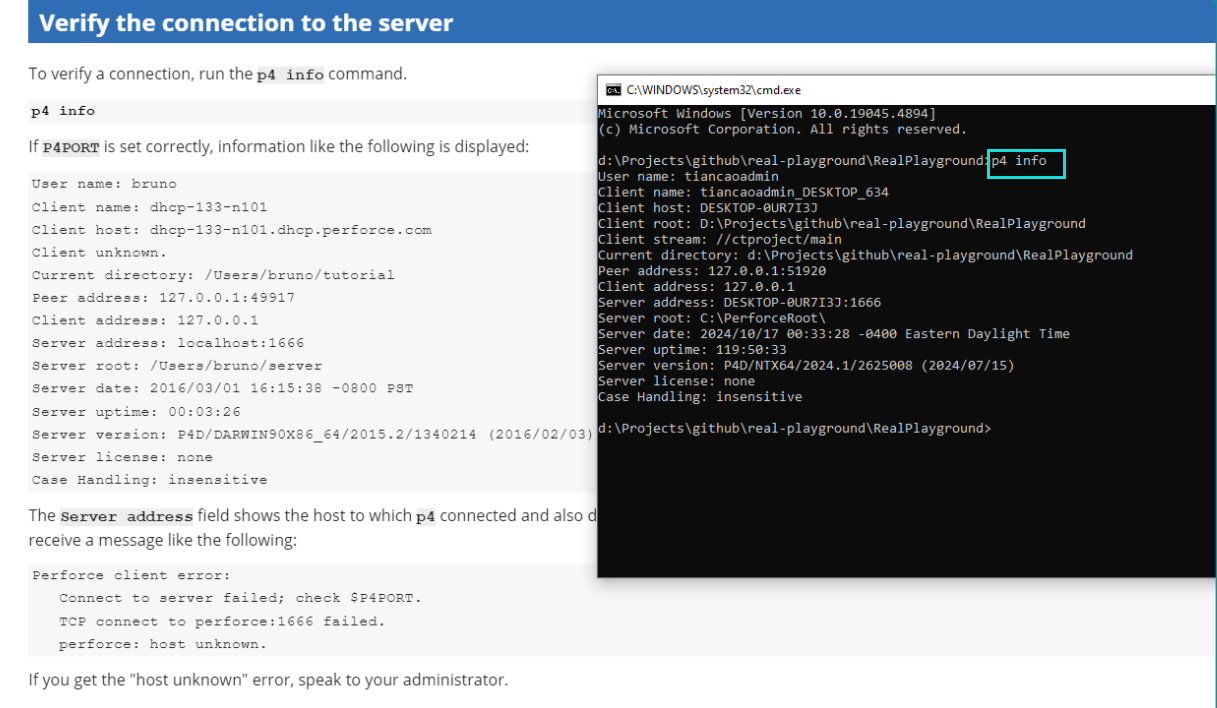 Verify the connection to the server
To verify a connection, run the p4 info command.
p4 info
If P4PORT is set correctly, information like the following is displayed:
User name: bruno
Client name: dhcp-133-n101
Client host: dhcp-133-n101.dhcp.perforce.com
Client unknown.
Current directory: /Users/bruno/tutorial
Peer address: 127.0.0.1:49917
Client address: 127.0.0.1
Server address: localhost:1666
Server root: /Users/bruno/server
Server date: 2016/03/01 16:15:38 -0800 PST
Server uptime: 00:03:26
Server version: P4D/DARWIN90X86_64/2015.2/1340214 (2016/02/03)
Server license: none
Case Handling: insensitive
The Server address field shows the host to which p4 connected and also d
receive a message like the following:
Perforce client error:
Connect to server failed; check $P4PORT.
TCP connect to perforce:1666 failed.
perforce: host unknown.
If you get the "host unknown" error, speak to your administrator.
C:\WINDOWS\system32\cmd.exe
Microsoft Windows [Version 10.0.19045.4894]
(c) Microsoft Corporation. All rights reserved.
d:\Projects\github\real-playground\RealPlayground>p4 info
User name: tiancaoadmin
Client name: tiancaoadmin_DESKTOP_634
Client host: DESKTOP-0UR7I3J
Client root: D:\Projects\github\real-playground\RealPlayground
Client stream: //ctproject/main
Current directory: d:\Projects\github\real-playground\RealPlayground
Peer address: 127.0.0.1:51920
Client address: 127.0.0.1
Server address: DESKTOP-0UR7I3J:1666
Server root: C:\PerforceRoot\
Server date: 2024/10/17 00:33:28 -0400 Eastern Daylight Time
Server uptime: 119:50:33
Server version: P4D/NTX64/2024.1/2625008 (2024/07/15)
Server license: none
Case Handling: insensitive
d:\Projects\github\real-playground\RealPlayground>